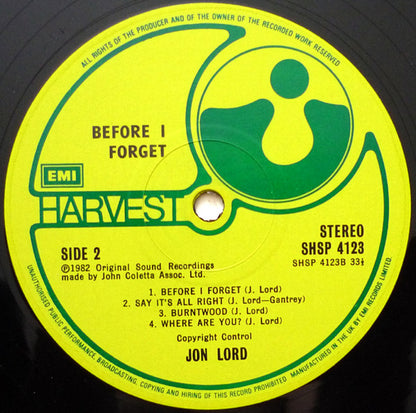 ALL RIGHTS OF THE PRODUCER AND OF THE OWNER OF THE RECORDED WORK RESERVED
BEFORE I
FORGET
EMI
HARVEST
SIDE 2
℗1982 Original Sound Recordings
made by John Coletta Assoc. Ltd.
STEREO
SHSP 4123
SHSP 4123B 33⅓
1. BEFORE I FORGET (J. Lord)
2. SAY IT'S ALL RIGHT (J. Lord—Gantrey)
3. BURNTWOOD (J. Lord)
4. WHERE ARE YOU? (J. Lord)
Copyright Control
JON LORD
UNAUTHORISED PUBLIC PERFORMANCE, BROADCASTING, COPYING AND HIRING OF THIS RECORD PROHIBITED. MANUFACTURED IN THE UK BY EMI RECORDS LIMITED.